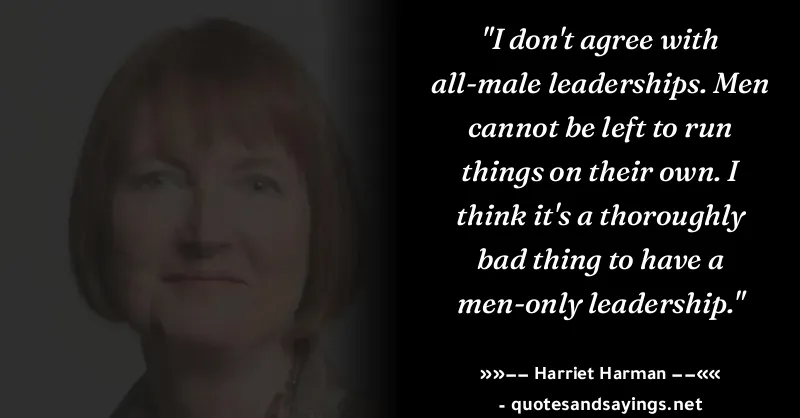 "I don't agree with
all-male leaderships. Men
cannot be left to run
things on their own. I
think it's a thoroughly
bad thing to have a
men-only leadership."
»»−− Harriet Harman −−««
- quotesandsayings.net